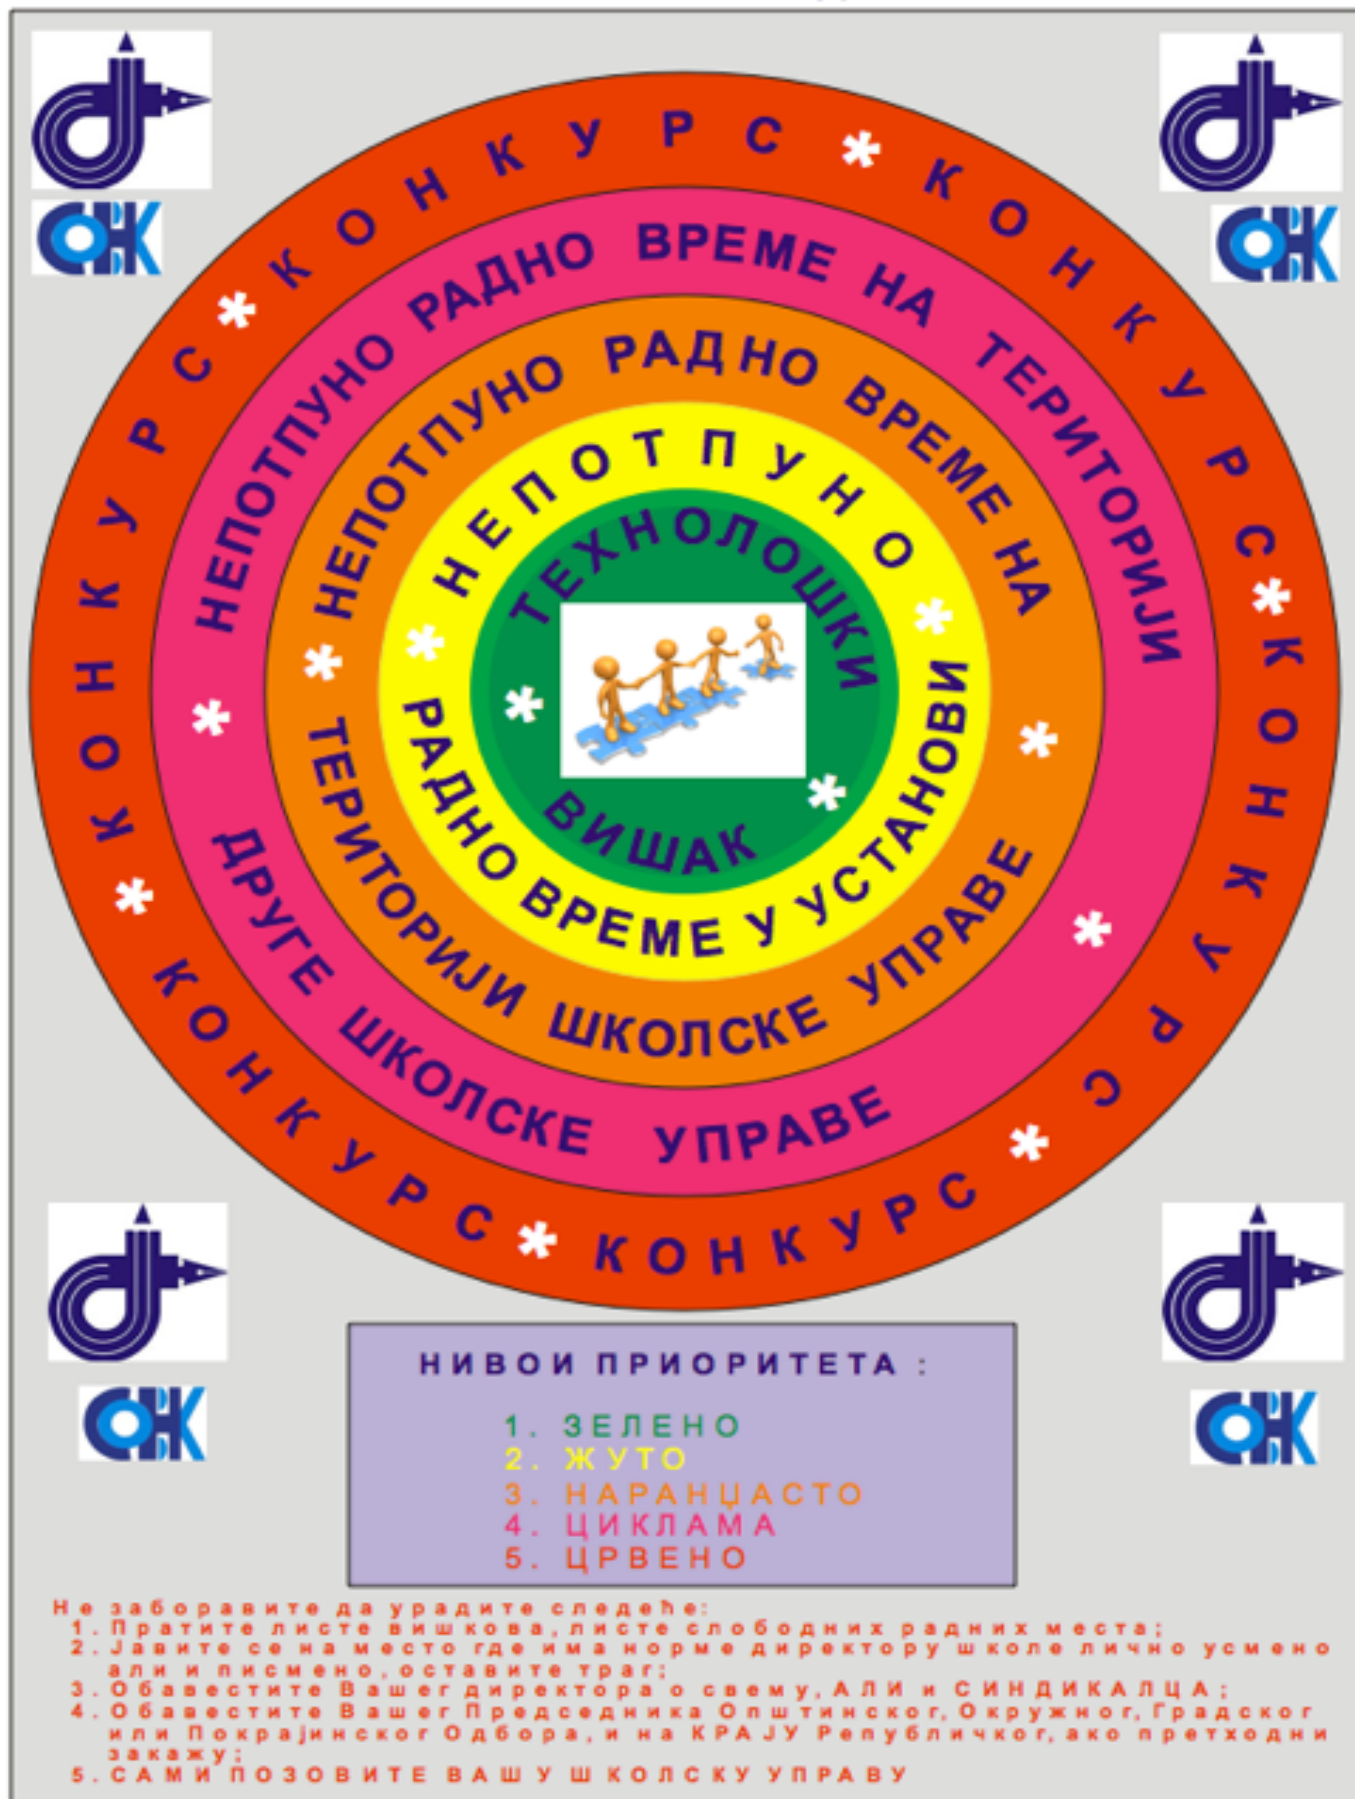 КОНКУРС * КОНКУРС * КОНКУРС * КОНКУРС * КОНКУРС * КОНКУРС *
НЕПОТПУНО РАДНО ВРЕМЕ НА ТЕРИТОРИЈИ
* ДРУГЕ ШКОЛСКЕ УПРАВЕ *
НЕПОТПУНО РАДНО ВРЕМЕ НА
* ТЕРИТОРИЈИ ШКОЛСКЕ УПРАВЕ *
* НЕПОТПУНО *
РАДНО ВРЕМЕ У УСТАНОВИ
ТЕХНОЛОШКИ
* ВИШАК *
НИВОИ ПРИОРИТЕТА :
1. ЗЕЛЕНО
2. ЖУТО
3. НАРАНЏАСТО
4. ЦИКЛАМА
5. ЦРВЕНО
Не заборавите да урадите следеће:
1. Пратите листе вишкова, листе слободних радних места;
2. Јавите се на место где има норме директору школе лично усмено
али и писмено, оставите траг;
3. Обавестите Вашег директора о свему, АЛИ и СИНДИКАЛЦА;
4. Обавестите Вашег Председника Општинског, Окружног, Градског
или Покрајинског Одбора, и на КРАЈУ Републичког, ако претходни
закажу;
5. САМИ ПОЗОВИТЕ ВАШУ ШКОЛСКУ УПРАВУ